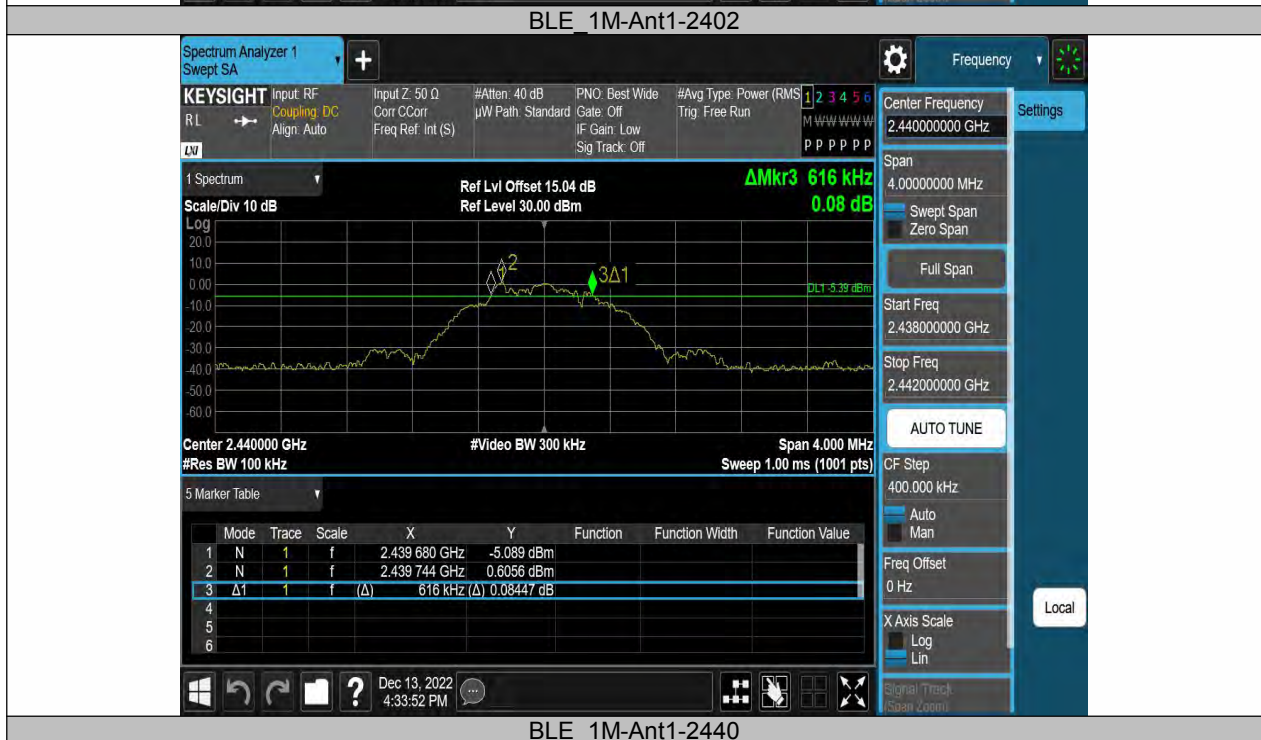 BLE_1M-Ant1-2402
Spectrum Analyzer 1
Swept SA
+
Frequency
KEYSIGHT
RL
LXI
Input: RF
Coupling: DC
Align: Auto
Input Z: 50 Ω
Corr CCorr
Freq Ref: Int (S)
#Atten: 40 dB
µW Path: Standard
PNO: Best Wide
Gate: Off
IF Gain: Low
Sig Track: Off
#Avg Type: Power (RMS
Trig: Free Run
1 2 3 4 5 6
M W W W W W
P P P P P P
Center Frequency
2.440000000 GHz
Settings
Span
4.00000000 MHz
Swept Span
Zero Span
Full Span
Start Freq
2.438000000 GHz
Stop Freq
2.442000000 GHz
AUTO TUNE
CF Step
400.000 kHz
Auto
Man
Freq Offset
0 Hz
X Axis Scale
Log
Lin
Signal Track
(Span Zoom)
Local
1 Spectrum
Scale/Div 10 dB
Ref Lvl Offset 15.04 dB
Ref Level 30.00 dBm
ΔMkr3 616 kHz
0.08 dB
Log
20.0
10.0
0.00
-10.0
-20.0
-30.0
-40.0
-50.0
-60.0
2
3Δ1
DL1 -5.39 dBm
Center 2.440000 GHz
#Video BW 300 kHz
Span 4.000 MHz
#Res BW 100 kHz
Sweep 1.00 ms (1001 pts)
5 Marker Table
Mode Trace Scale X Y Function Function Width Function Value
1 N 1 f 2.439 680 GHz -5.089 dBm
2 N 1 f 2.439 744 GHz 0.6056 dBm
3 Δ1 1 f (Δ) 616 kHz (Δ) 0.08447 dB
4
5
6
?
Dec 13, 2022
4:33:52 PM
BLE_1M-Ant1-2440